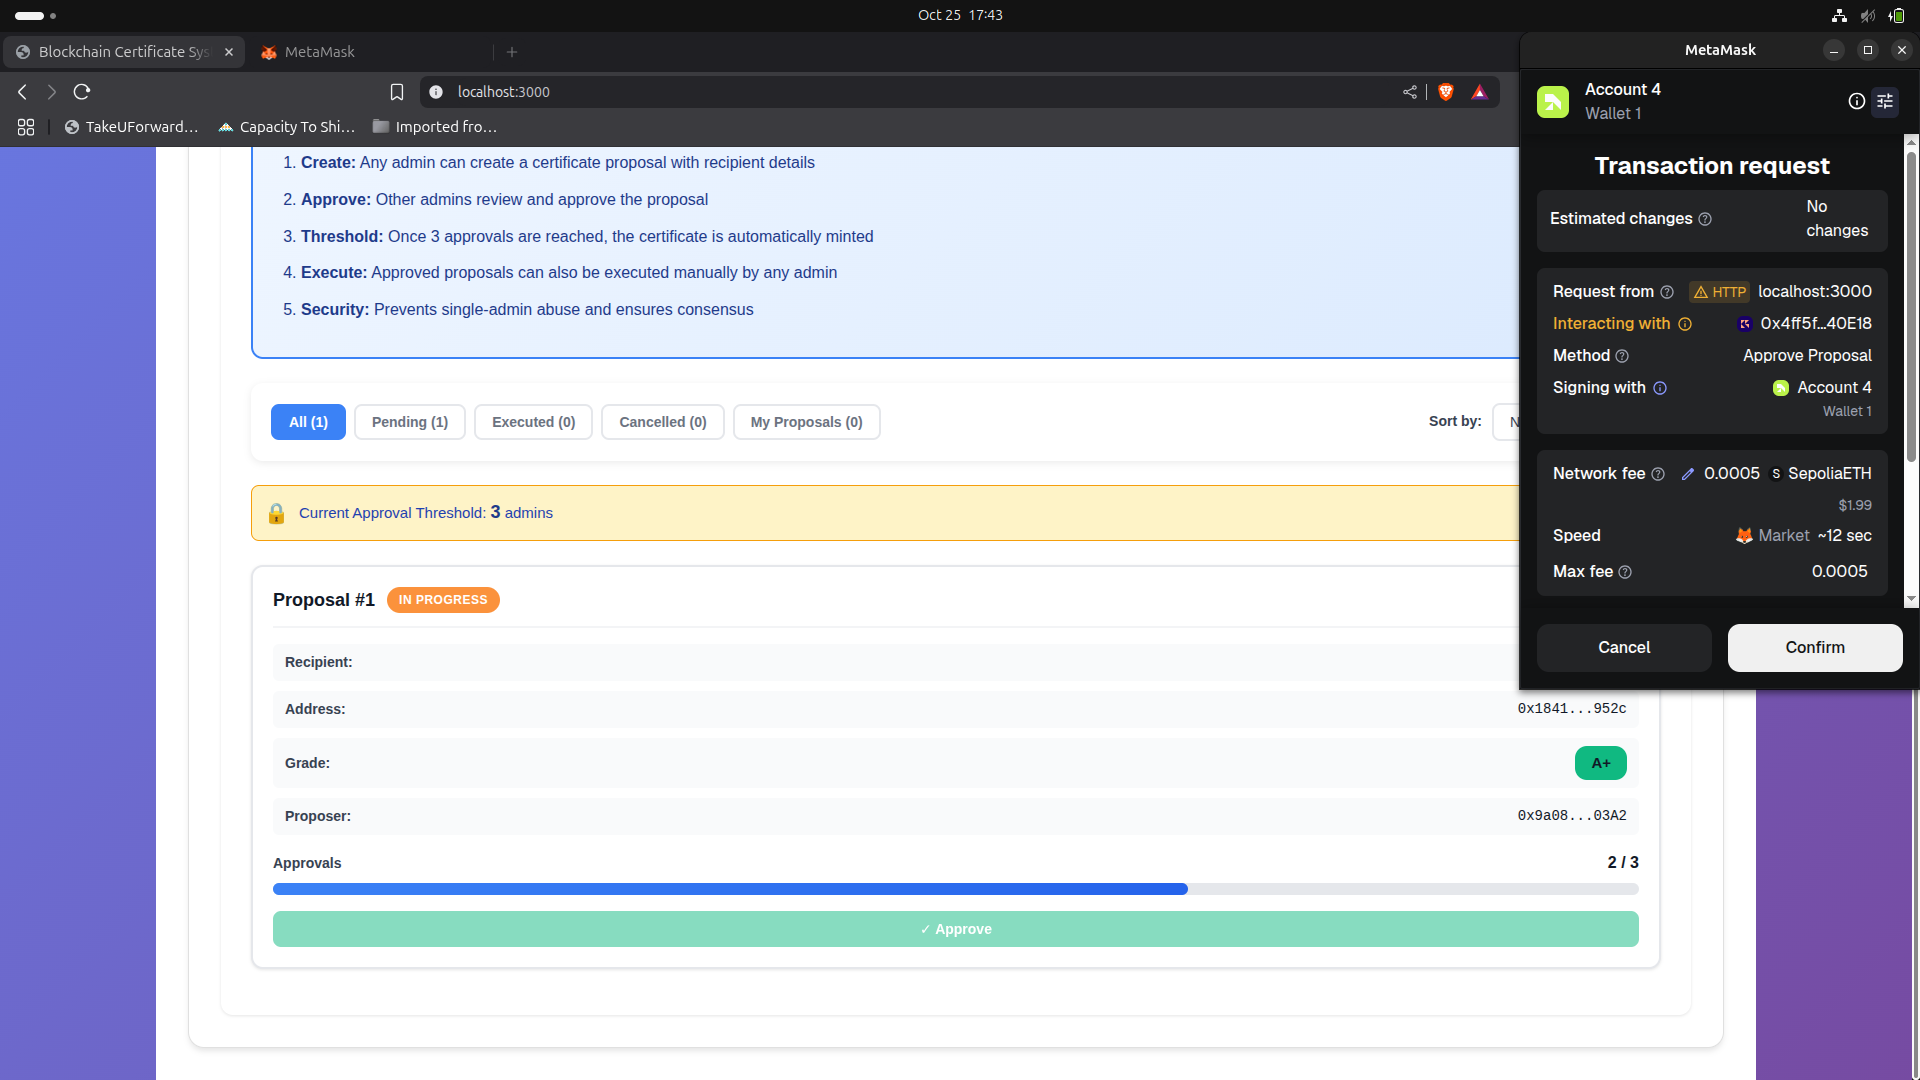 Oct 25 17:43
Blockchain Certificate Sys
MetaMask
localhost:3000
TakeUForward...
Capacity To Shi...
Imported fro...
1. Create: Any admin can create a certificate proposal with recipient details
2. Approve: Other admins review and approve the proposal
3. Threshold: Once 3 approvals are reached, the certificate is automatically minted
4. Execute: Approved proposals can also be executed manually by any admin
5. Security: Prevents single-admin abuse and ensures consensus
All (1)
Pending (1)
Executed (0)
Cancelled (0)
My Proposals (0)
Sort by:
N
Current Approval Threshold: 3 admins
Proposal #1
IN PROGRESS
Recipient:
Address:
0x1841...952c
Grade:
A+
Proposer:
0x9a08...03A2
Approvals
2 / 3
✓ Approve
MetaMask
Account 4
Wallet 1
Transaction request
Estimated changes
No
changes
Request from
HTTP
localhost:3000
Interacting with
0x4ff5f...40E18
Method
Approve Proposal
Signing with
Account 4
Wallet 1
Network fee
0.0005
S
SepoliaETH
$1.99
Speed
Market ~12 sec
Max fee
0.0005
Cancel
Confirm